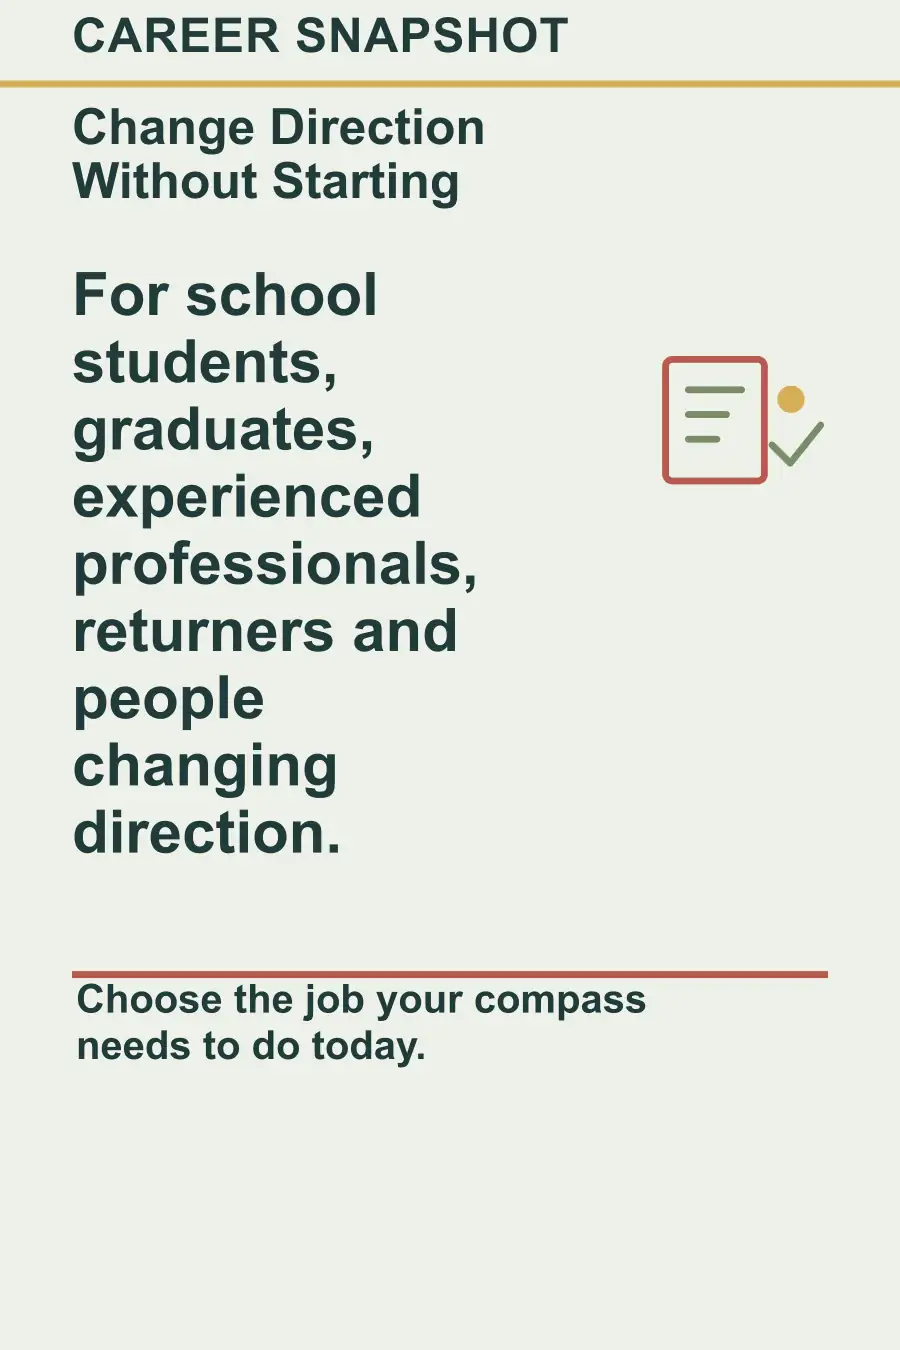 CAREER SNAPSHOT
Change Direction
Without Starting
For school
students,
graduates,
experienced
professionals,
returners and
people
changing
direction.
Choose the job your compass
needs to do today.